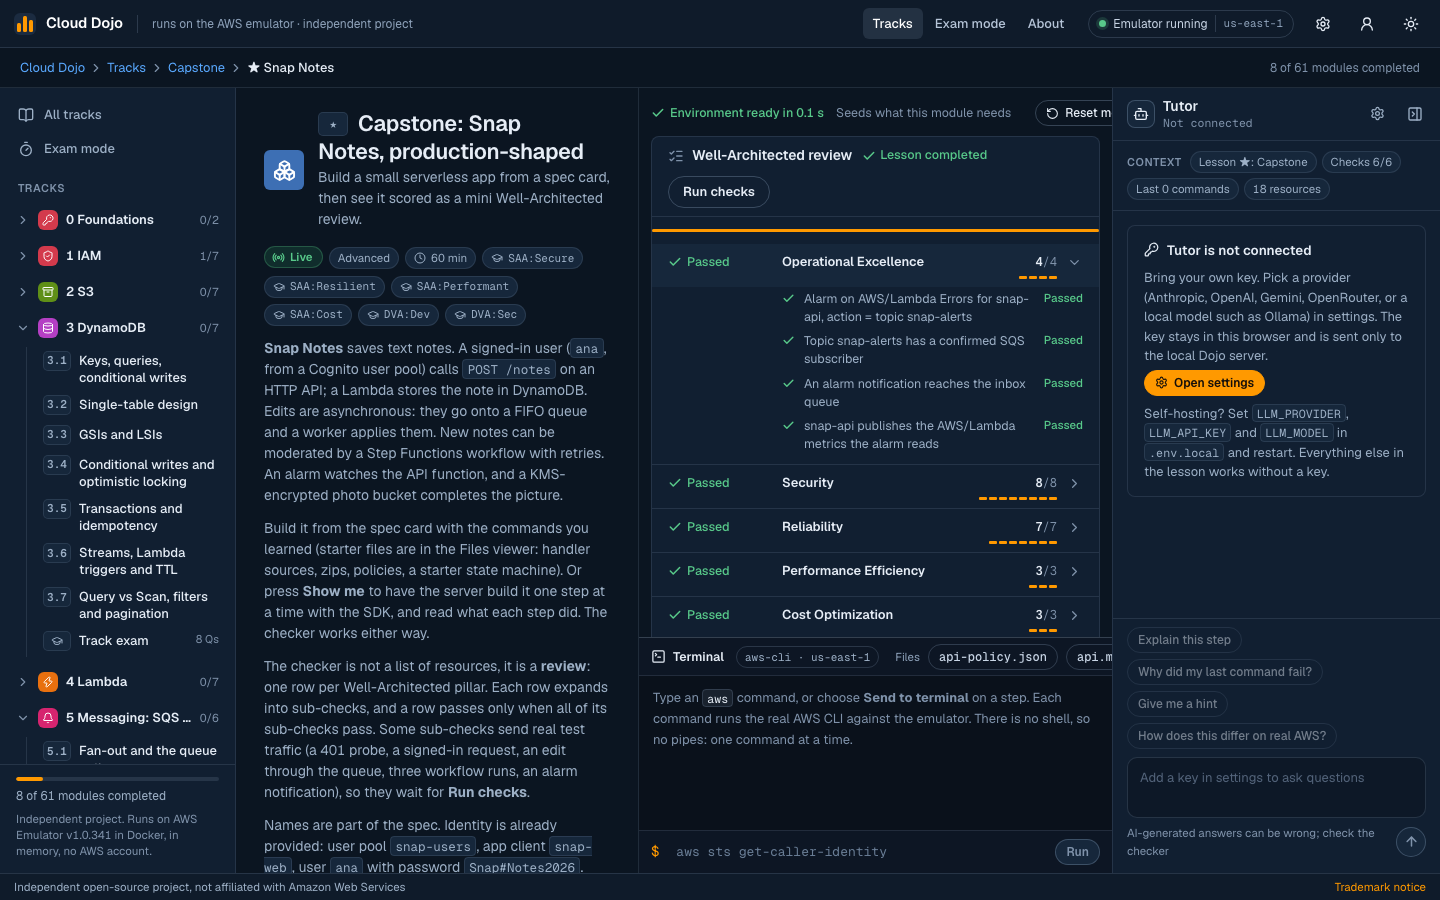 Cloud Dojo
runs on the AWS emulator · independent project
Tracks
Exam mode
About
Emulator running
us-east-1
Cloud Dojo > Tracks > Capstone > ★ Snap Notes
8 of 61 modules completed
All tracks
Exam mode
TRACKS
0 Foundations 0/2
1 IAM 1/7
2 S3 0/7
3 DynamoDB 0/7
3.1 Keys, queries,
conditional writes
3.2 Single-table design
3.3 GSIs and LSIs
3.4 Conditional writes and
optimistic locking
3.5 Transactions and
idempotency
3.6 Streams, Lambda
triggers and TTL
3.7 Query vs Scan, filters
and pagination
Track exam 8 Qs
4 Lambda 0/7
5 Messaging: SQS ... 0/6
5.1 Fan-out and the queue
8 of 61 modules completed
Independent project. Runs on AWS
Emulator v1.0.341 in Docker, in
memory, no AWS account.
★ Capstone: Snap
Notes, production-shaped
Build a small serverless app from a spec card,
then see it scored as a mini Well-Architected
review.
Live
Advanced
60 min
SAA:Secure
SAA:Resilient
SAA:Performant
SAA:Cost
DVA:Dev
DVA:Sec
Snap Notes saves text notes. A signed-in user (ana,
from a Cognito user pool) calls POST /notes on an
HTTP API; a Lambda stores the note in DynamoDB.
Edits are asynchronous: they go onto a FIFO queue
and a worker applies them. New notes can be
moderated by a Step Functions workflow with retries.
An alarm watches the API function, and a KMS-
encrypted photo bucket completes the picture.
Build it from the spec card with the commands you
learned (starter files are in the Files viewer: handler
sources, zips, policies, a starter state machine). Or
press Show me to have the server build it one step at
a time with the SDK, and read what each step did. The
checker works either way.
The checker is not a list of resources, it is a review:
one row per Well-Architected pillar. Each row expands
into sub-checks, and a row passes only when all of its
sub-checks pass. Some sub-checks send real test
traffic (a 401 probe, a signed-in request, an edit
through the queue, three workflow runs, an alarm
notification), so they wait for Run checks.
Names are part of the spec. Identity is already
provided: user pool snap-users, app client snap-
web, user ana with password Snap#Notes2026.
Environment ready in 0.1 s
Seeds what this module needs
Reset m
Well-Architected review
Lesson completed
Run checks
Passed Operational Excellence 4/4
Alarm on AWS/Lambda Errors for snap-
api, action = topic snap-alerts
Passed
Topic snap-alerts has a confirmed SQS
subscriber
Passed
An alarm notification reaches the inbox
queue
Passed
snap-api publishes the AWS/Lambda
metrics the alarm reads
Passed
Passed Security 8/8
Passed Reliability 7/7
Passed Performance Efficiency 3/3
Passed Cost Optimization 3/3
Terminal
aws-cli · us-east-1
Files
api-policy.json
api.m
Type an aws command, or choose Send to terminal on a step. Each
command runs the real AWS CLI against the emulator. There is no shell, so
no pipes: one command at a time.
$ aws sts get-caller-identity
Run
Tutor
Not connected
CONTEXT
Lesson ★: Capstone
Checks 6/6
Last 0 commands
18 resources
Tutor is not connected
Bring your own key. Pick a provider
(Anthropic, OpenAI, Gemini, OpenRouter, or a
local model such as Ollama) in settings. The
key stays in this browser and is sent only to
the local Dojo server.
Open settings
Self-hosting? Set LLM_PROVIDER,
LLM_API_KEY and LLM_MODEL in
.env.local and restart. Everything else in
the lesson works without a key.
Explain this step
Why did my last command fail?
Give me a hint
How does this differ on real AWS?
Add a key in settings to ask questions
AI-generated answers can be wrong; check the
checker
Independent open-source project, not affiliated with Amazon Web Services
Trademark notice